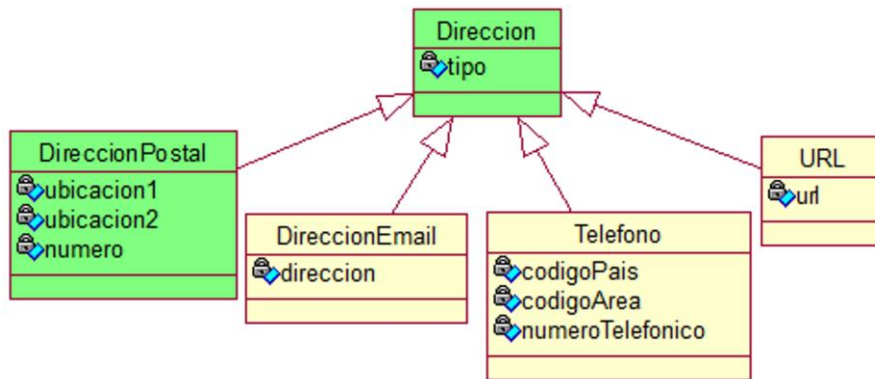 Direccion
tipo
DireccionPostal
ubicacion1
ubicacion2
numero
DireccionEmail
direccion
Telefono
codigoPais
codigoArea
numeroTelefonico
URL
url